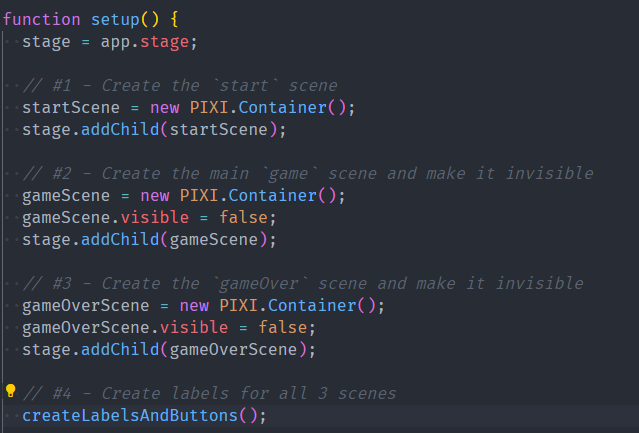 function setup() {
  stage = app.stage;
  // #1 - Create the `start` scene
  startScene = new PIXI.Container();
  stage.addChild(startScene);
  // #2 - Create the main `game` scene and make it invisible
  gameScene = new PIXI.Container();
  gameScene.visible = false;
  stage.addChild(gameScene);
  // #3 - Create the `gameOver` scene and make it invisible
  gameOverScene = new PIXI.Container();
  gameOverScene.visible = false;
  stage.addChild(gameOverScene);
  // #4 - Create labels for all 3 scenes
  createLabelsAndButtons();